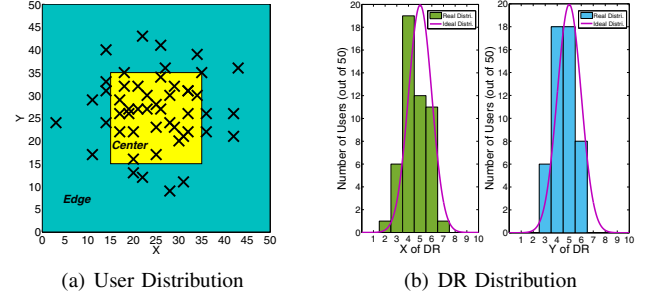 50
45
40
35
30
25
20
15
10
5
0
Y
Center
Edge
0 5 10 15 20 25 30 35 40 45 50
X
(a) User Distribution
20
18
16
14
12
10
8
6
4
2
0
Number of Users (out of 50)
Real Distri.
Ideal Distri.
1 2 3 4 5 6 7 8 9 10
X of DR
20
18
16
14
12
10
8
6
4
2
0
Number of Users (out of 50)
Real Distri.
Ideal Distri.
1 2 3 4 5 6 7 8 9 10
Y of DR
(b) DR Distribution